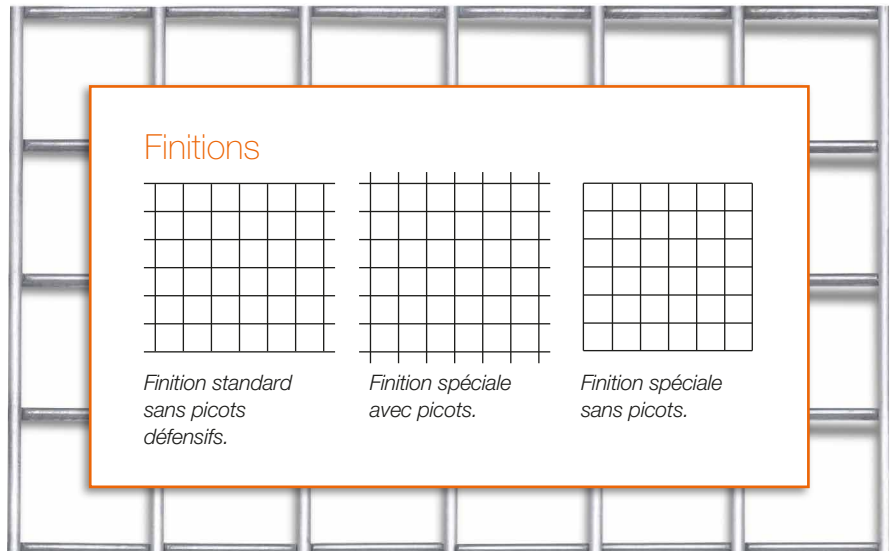 Finitions
Finition standard
sans picots
défensifs.
Finition spéciale
avec picots.
Finition spéciale
sans picots.